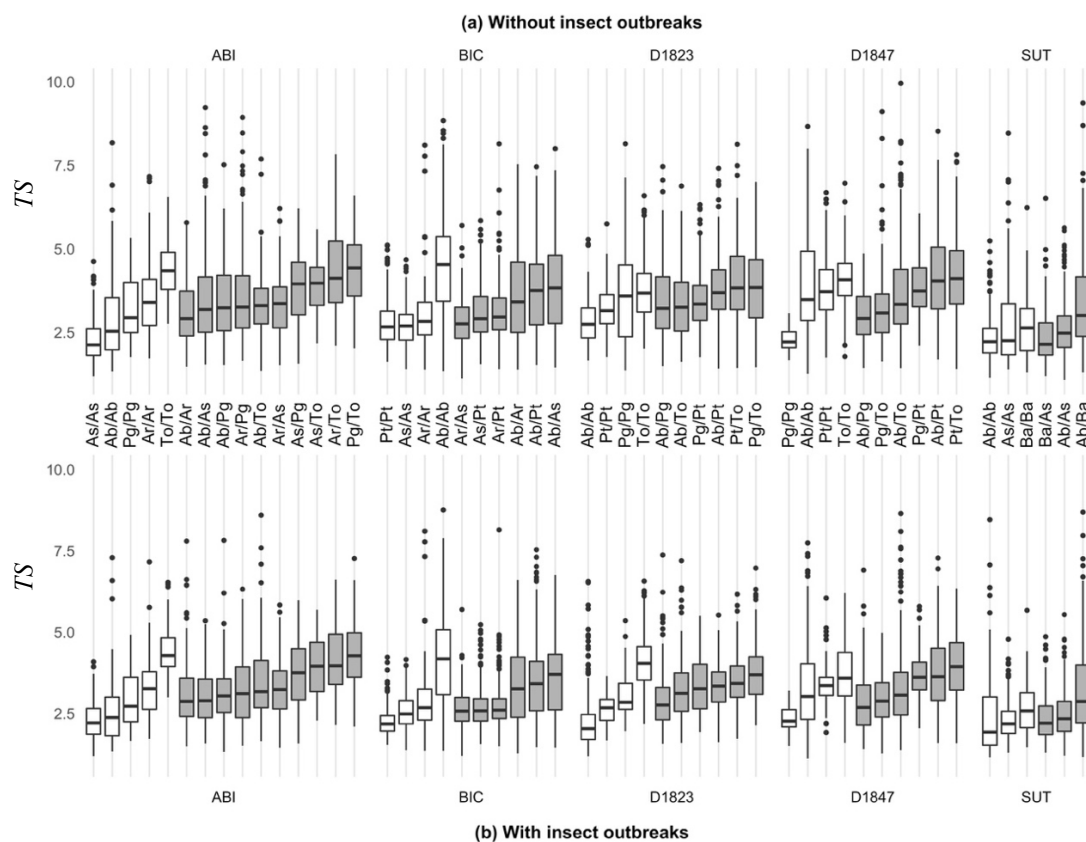 (a) Without insect outbreaks
ABI
BIC
D1823
D1847
SUT
10.0
7.5
5.0
2.5
TS
As/As
Ab/Ab
Pg/Pg
Ar/Ar
To/To
Ab/Ar
Ab/As
Ab/Pg
Ar/Pg
Ab/To
Ar/As
As/Pg
As/To
Ar/To
Pg/To
Pt/Pt
As/As
Ar/Ar
Ab/Ab
Ar/As
As/Pt
Ar/Pt
Ab/Ar
Ab/Pt
Ab/As
Ab/Ab
Pt/Pt
Pg/Pg
To/To
Ab/Pg
Ab/To
Pg/Pt
Ab/Pt
Pt/To
Pg/To
Pg/Pg
Ab/Ab
Pt/Pt
To/To
Ab/Pg
Pg/To
Ab/To
Pg/Pt
Ab/Pt
Pt/To
Ab/Ab
As/As
Ba/Ba
Ba/As
Ab/As
Ab/Ba
10.0
7.5
5.0
2.5
TS
ABI
BIC
D1823
D1847
SUT
(b) With insect outbreaks